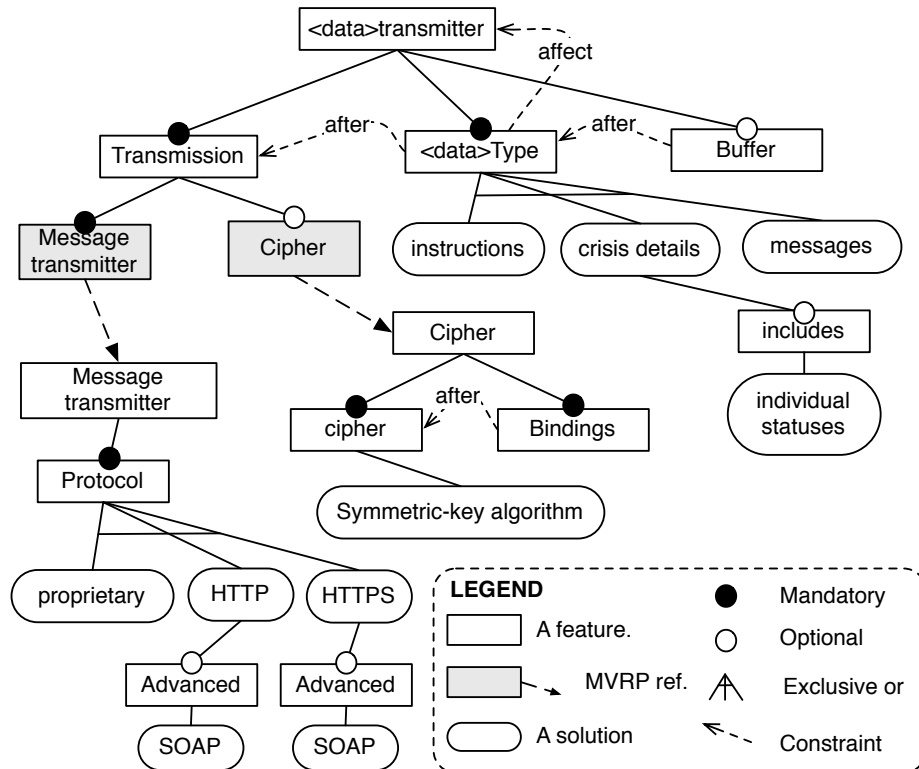 <data>transmitter
affect
after
after
Transmission
<data>Type
Buffer
Message
transmitter
Cipher
instructions
crisis details
messages
Cipher
includes
Message
transmitter
after
individual
statuses
cipher
Bindings
Protocol
Symmetric-key algorithm
proprietary
HTTP
HTTPS
Advanced
Advanced
SOAP
SOAP
LEGEND
A feature.
MVRP ref.
A solution
Mandatory
Optional
Exclusive or
Constraint